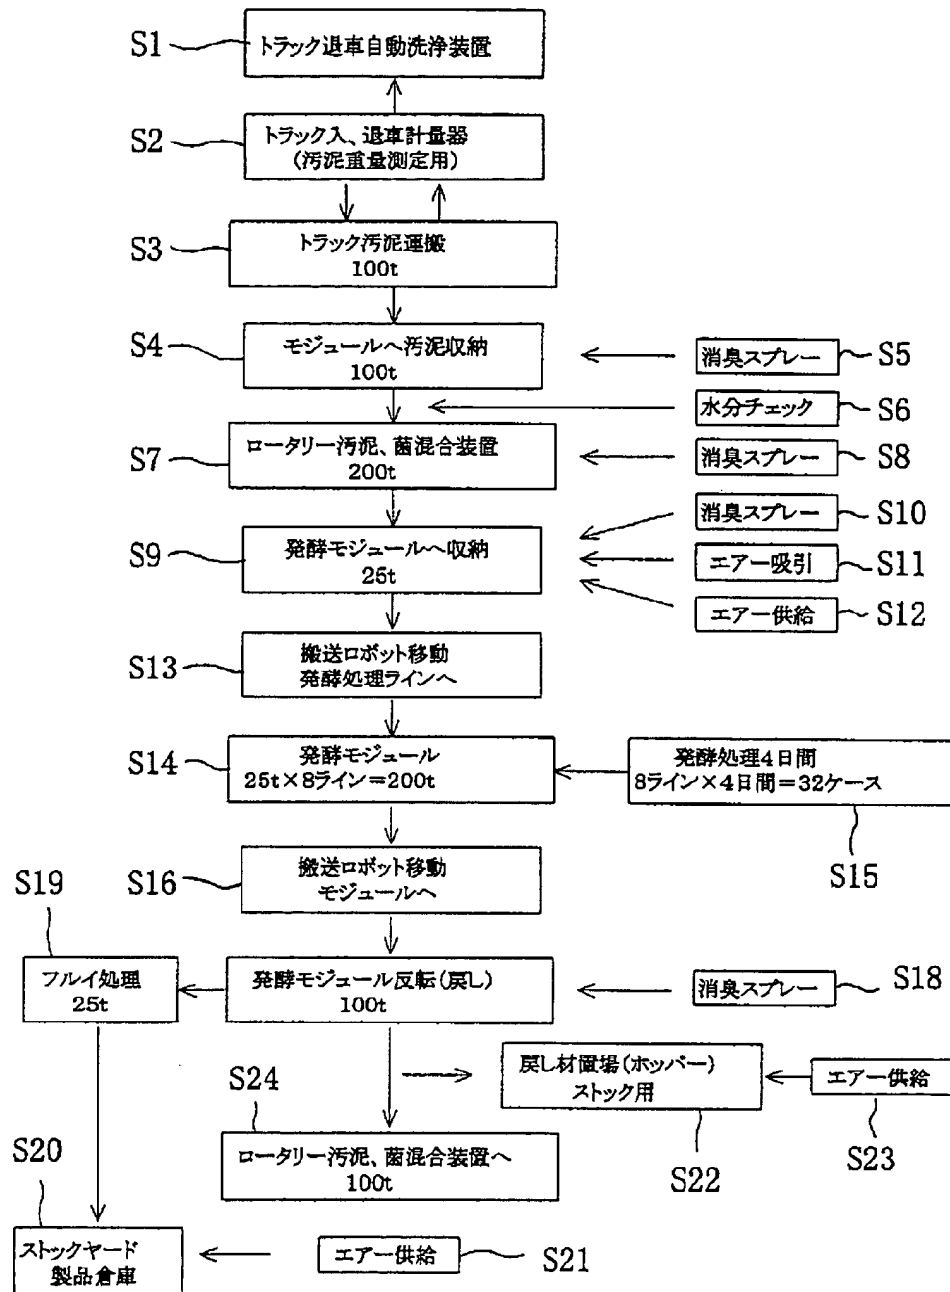 S1
トラック退車自動洗浄装置
S2
トラック入、退車計量器
(汚泥重量測定用)
S3
トラック汚泥運搬
100t
S4
モジュールへ汚泥収納
100t
消臭スプレー
S5
水分チェック
S6
S7
ロータリー汚泥、菌混合装置
200t
消臭スプレー
S8
消臭スプレー
S10
S9
発酵モジュールへ収納
25t
エアー吸引
S11
エアー供給
S12
S13
搬送ロボット移動
発酵処理ラインへ
S14
発酵モジュール
25t×8ライン=200t
発酵処理4日間
8ライン×4日間=32ケース
S15
S16
搬送ロボット移動
モジュールへ
S19
フルイ処理
25t
発酵モジュール反転(戻し)
100t
消臭スプレー
S18
戻し材置場(ホッパー)
ストック用
S22
エアー供給
S23
S24
ロータリー汚泥、菌混合装置へ
100t
S20
ストックヤード
製品倉庫
エアー供給
S21